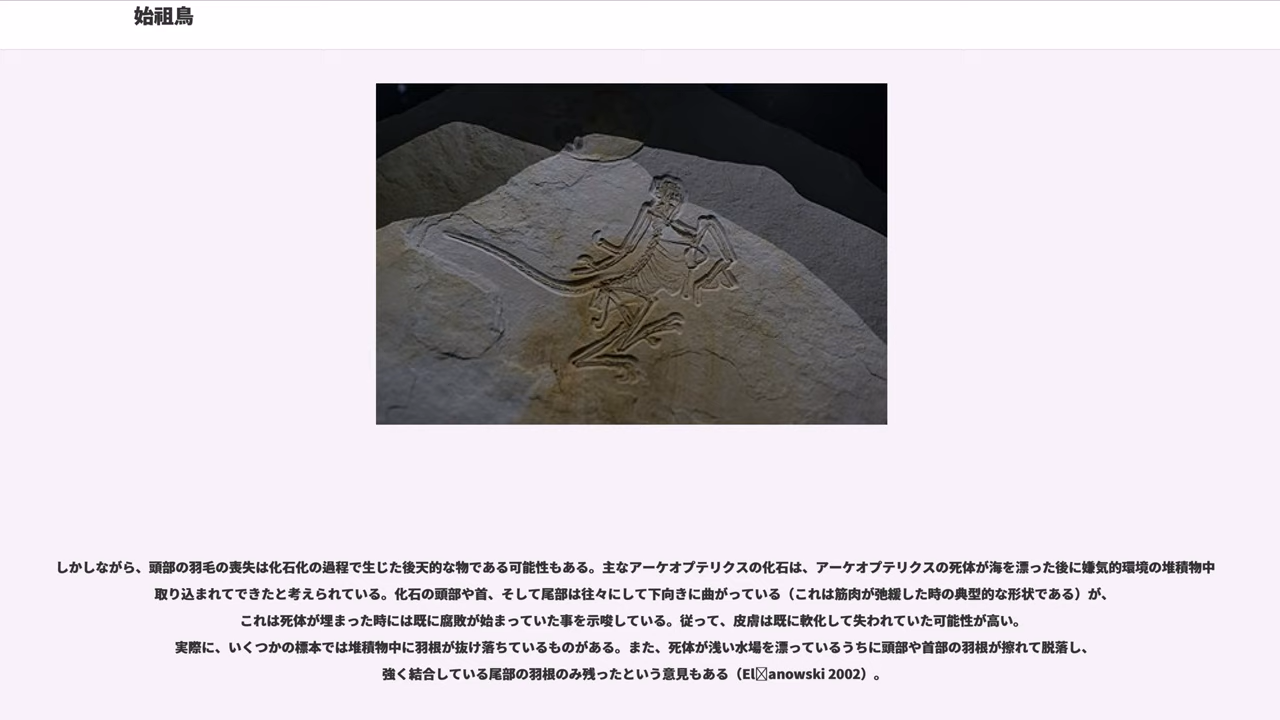 始祖鳥
しかしながら、頭部の羽毛の喪失は化石化の過程で生じた後天的な物である可能性もある。主なアーケオプテリクスの化石は、アーケオプテリクスの死体が海を漂った後に嫌気的環境の堆積物中
取り込まれてできたと考えられている。化石の頭部や首、そして尾部は往々にして下向きに曲がっている（これは筋肉が弛緩した時の典型的な形状である）が、
これは死体が埋まった時には既に腐敗が始まっていた事を示唆している。従って、皮膚は既に軟化して失われていた可能性が高い。
実際に、いくつかの標本では堆積物中に羽根が抜け落ちているものがある。また、死体が浅い水場を漂っているうちに頭部や首部の羽根が擦れて脱落し、
強く結合している尾部の羽根のみ残ったという意見もある（El☒anowski 2002）。